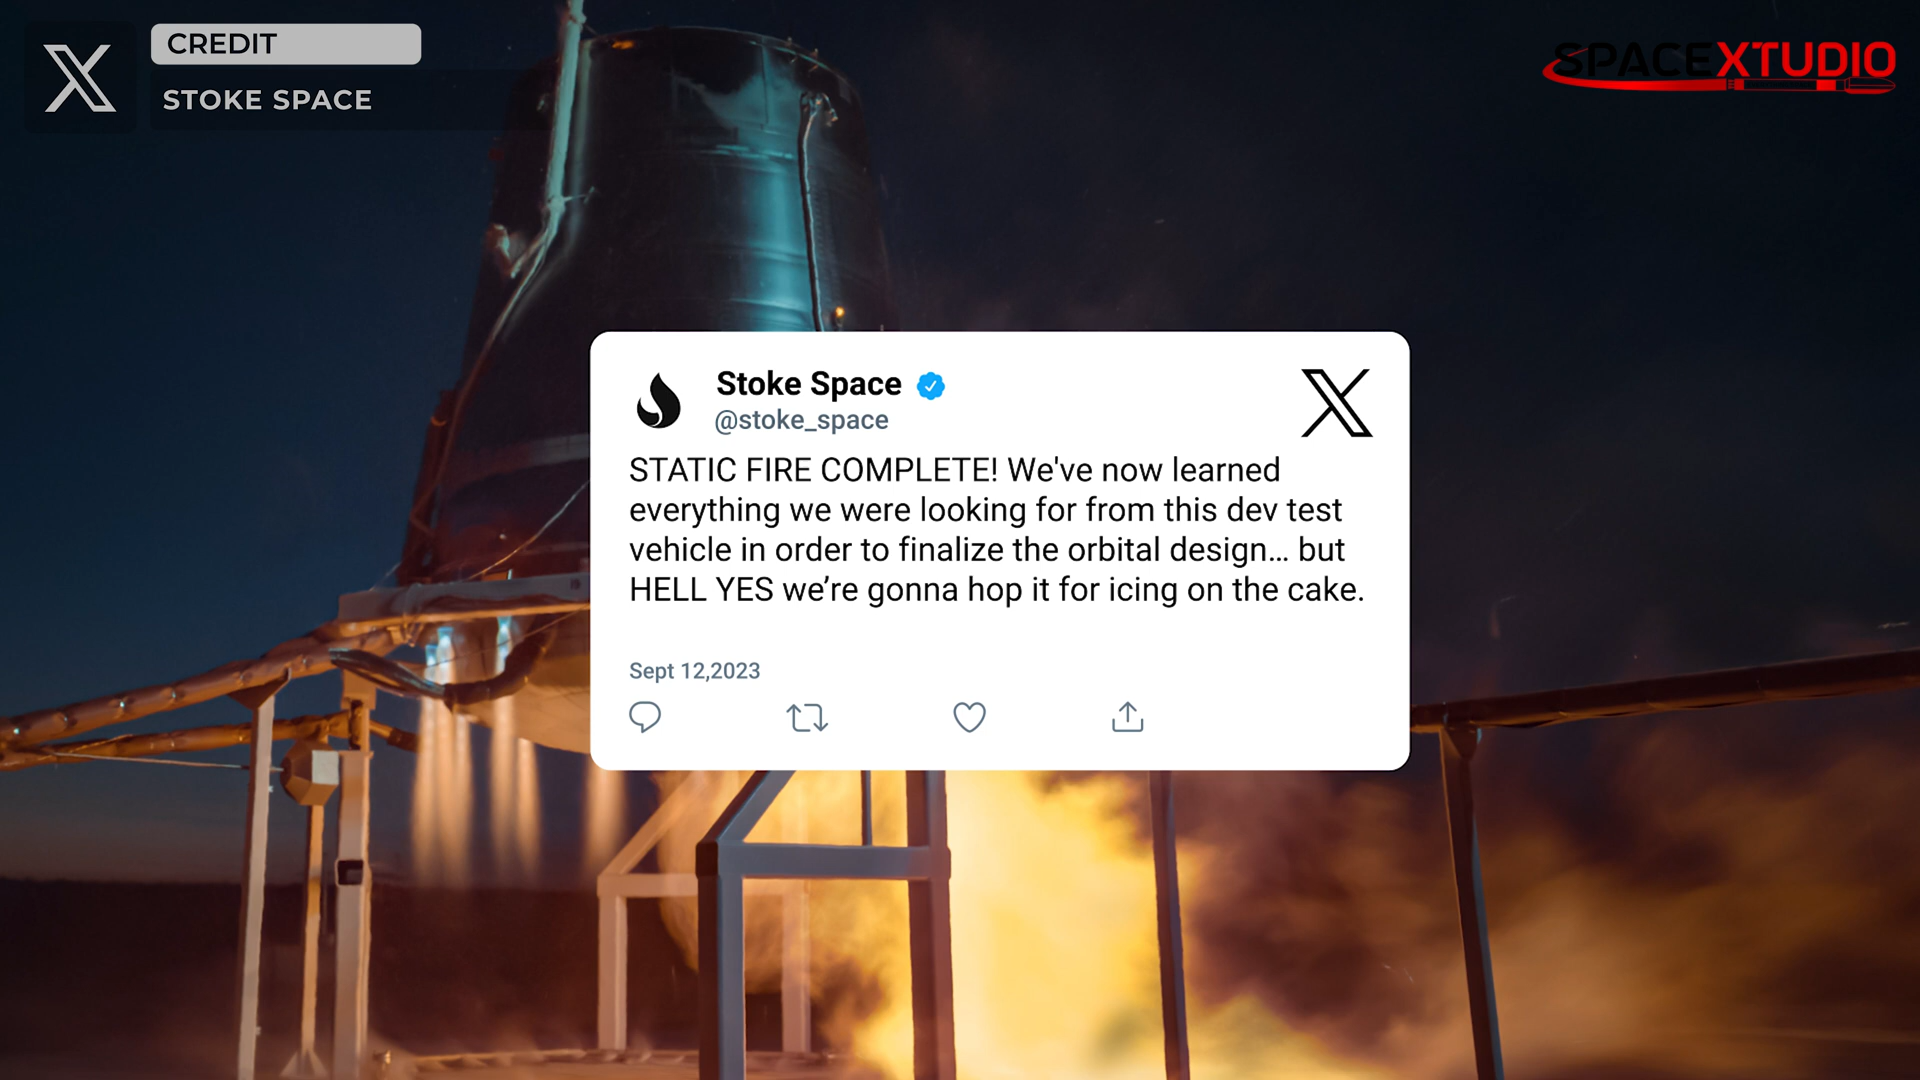 CREDIT
STOKE SPACE
SPACEXTUDIO
Stoke Space
@stoke_space
STATIC FIRE COMPLETE! We've now learned
everything we were looking for from this dev test
vehicle in order to finalize the orbital design... but
HELL YES we’re gonna hop it for icing on the cake.
Sept 12,2023